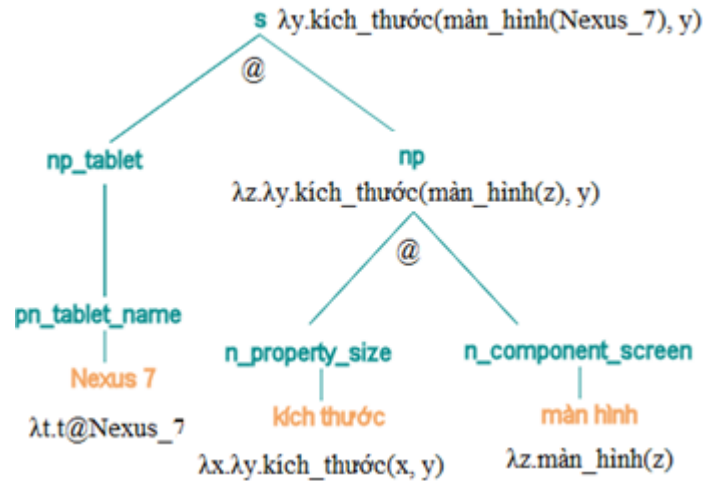 s λy.kích_thước(màn_hình(Nexus_7), y)
@
np_tablet np
λz.λy.kích_thước(màn_hình(z), y)
@
pn_tablet_name
n_property_size n_component_screen
Nexus 7
kích thước màn hình
λt.t@Nexus_7
λx.λy.kích_thước(x, y) λz.màn_hình(z)